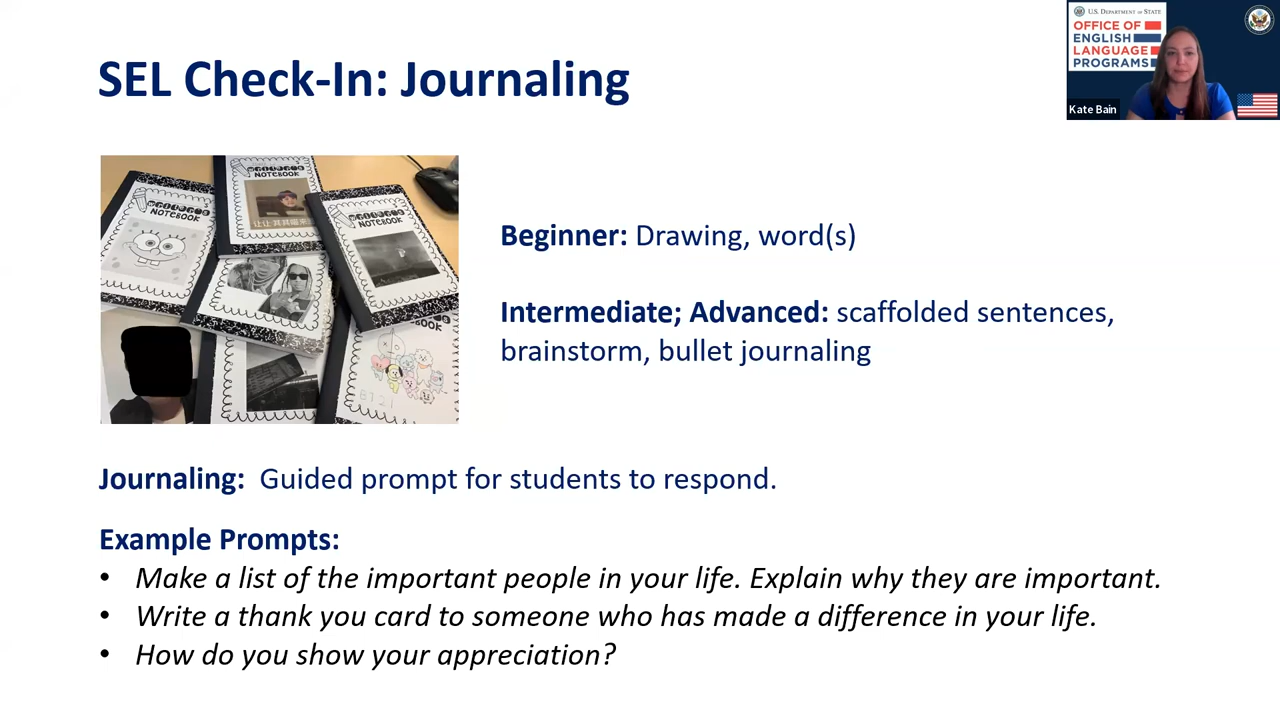 SEL Check-In: Journaling
U.S. DEPARTMENT OF STATE
OFFICE OF
ENGLISH
LANGUAGE
PROGRAMS
Kate Bain
NOTEBOOK
NOTEBOOK
NOTEBOOK
BT21
Beginner: Drawing, word(s)
Intermediate; Advanced: scaffolded sentences,
brainstorm, bullet journaling
Journaling: Guided prompt for students to respond.
Example Prompts:
• Make a list of the important people in your life. Explain why they are important.
• Write a thank you card to someone who has made a difference in your life.
• How do you show your appreciation?